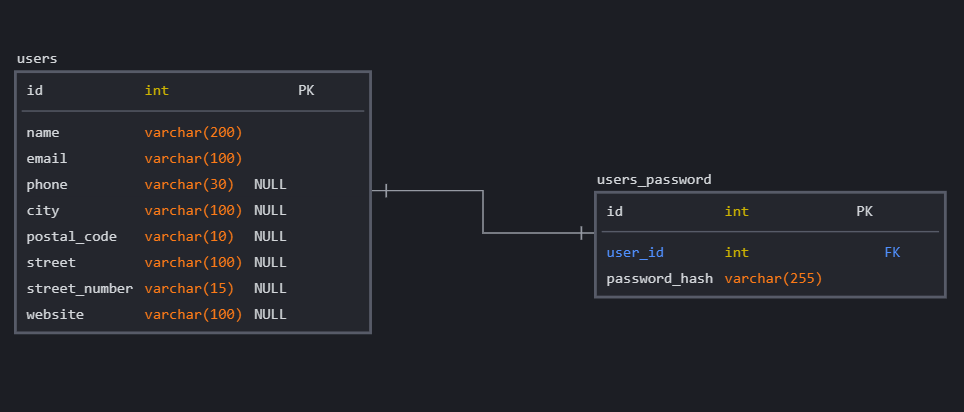 users
id int PK
name varchar(200)
email varchar(100)
phone varchar(30) NULL
city varchar(100) NULL
postal_code varchar(10) NULL
street varchar(100) NULL
street_number varchar(15) NULL
website varchar(100) NULL
users_password
id int PK
user_id int FK
password_hash varchar(255)